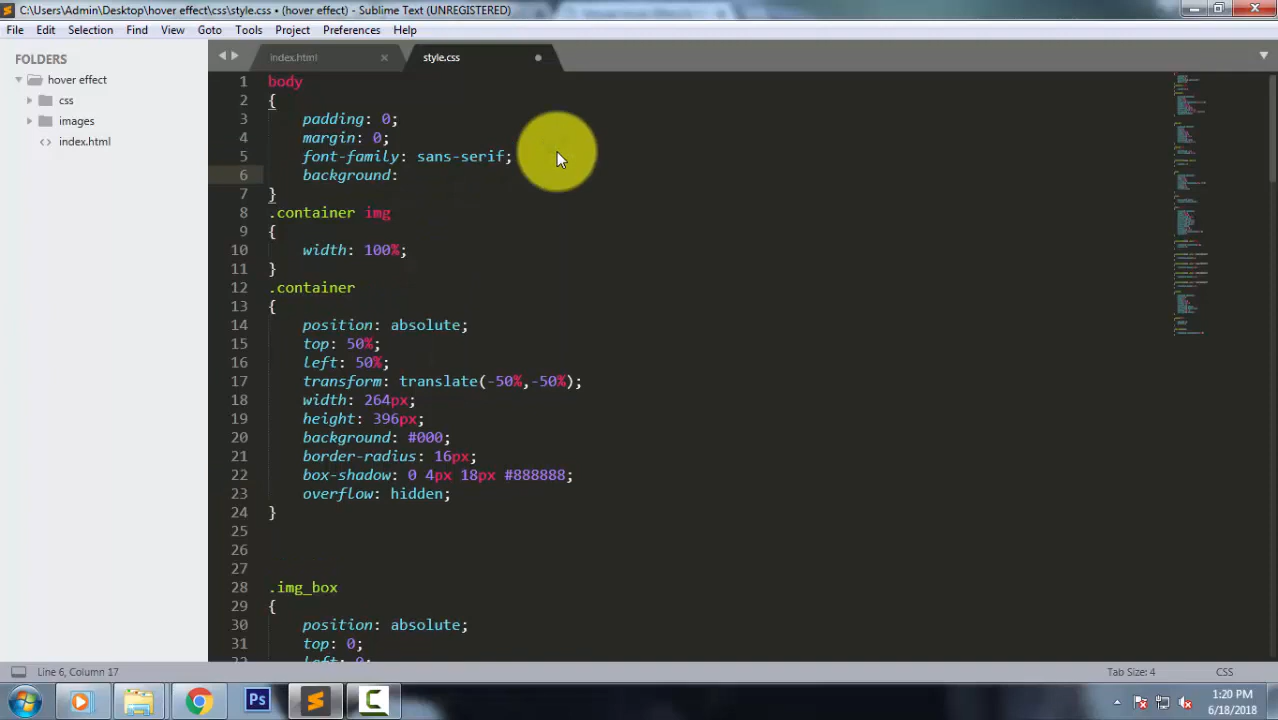 C:\Users\Admin\Desktop\hover effect\css\style.css • (hover effect) - Sublime Text (UNREGISTERED)
File Edit Selection Find View Goto Tools Project Preferences Help
FOLDERS
hover effect
css
images
index.html
index.html
style.css
1 body
2 {
3 padding: 0;
4 margin: 0;
5 font-family: sans-serif;
6 background:
7 }
8 .container img
9 {
10 width: 100%;
11 }
12 .container
13 {
14 position: absolute;
15 top: 50%;
16 left: 50%;
17 transform: translate(-50%,-50%);
18 width: 264px;
19 height: 396px;
20 background: #000;
21 border-radius: 16px;
22 box-shadow: 0 4px 18px #888888;
23 overflow: hidden;
24 }
25
26
27
28 .img_box
29 {
30 position: absolute;
31 top: 0;
32 left: 0;
Line 6, Column 17
Tab Size: 4
CSS
Ps
1:20 PM
6/18/2018